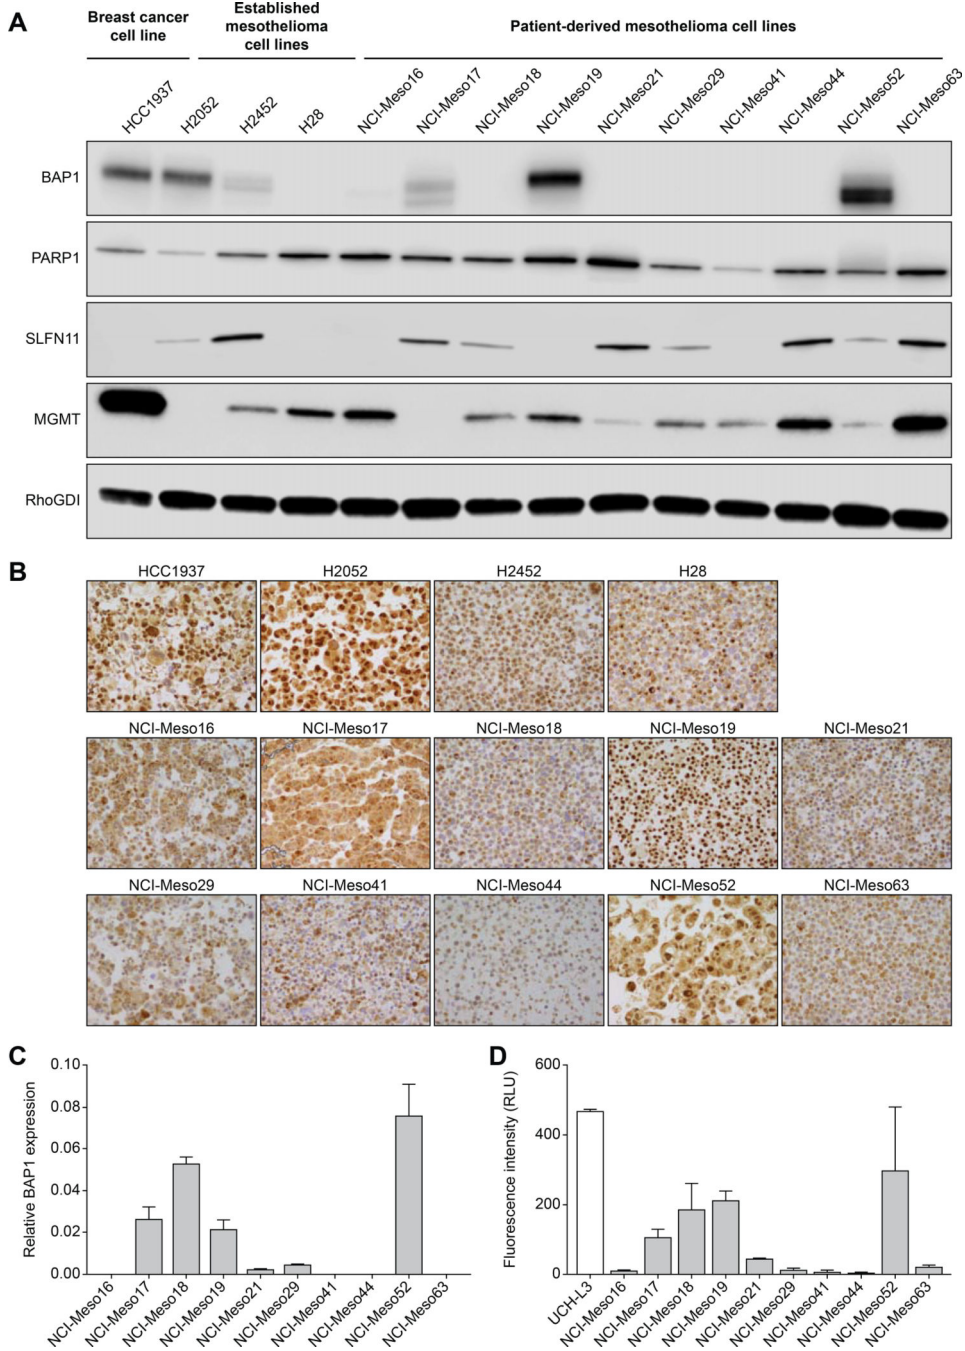 A
Breast cancer
cell line
Established
mesothelioma
cell lines
Patient-derived mesothelioma cell lines
HCC1937
H2052
H2452
H28
NCI-Meso16
NCI-Meso17
NCI-Meso18
NCI-Meso19
NCI-Meso21
NCI-Meso29
NCI-Meso41
NCI-Meso44
NCI-Meso52
NCI-Meso63
BAP1
PARP1
SLFN11
MGMT
RhoGDI
B
HCC1937 H2052 H2452 H28
NCI-Meso16 NCI-Meso17 NCI-Meso18 NCI-Meso19 NCI-Meso21
NCI-Meso29 NCI-Meso41 NCI-Meso44 NCI-Meso52 NCI-Meso63
C
Relative BAP1 expression
0.10
0.08
0.06
0.04
0.02
0.00
NCI-Meso16
NCI-Meso17
NCI-Meso18
NCI-Meso19
NCI-Meso21
NCI-Meso29
NCI-Meso41
NCI-Meso44
NCI-Meso52
NCI-Meso63
D
Fluorescence intensity (RLU)
600
400
200
0
UCH-L3
NCI-Meso16
NCI-Meso17
NCI-Meso18
NCI-Meso19
NCI-Meso21
NCI-Meso29
NCI-Meso41
NCI-Meso44
NCI-Meso52
NCI-Meso63